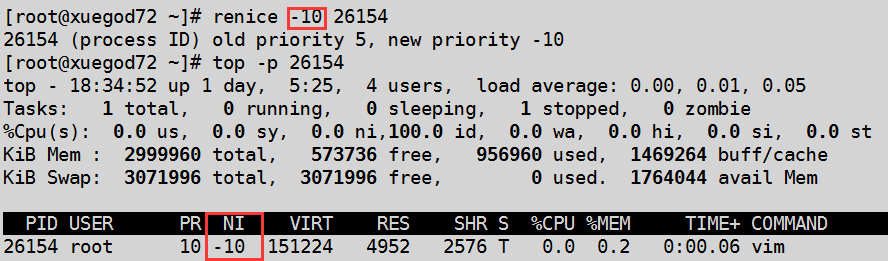 [root@xuegod72 ~]# renice -10 26154
26154 (process ID) old priority 5, new priority -10
[root@xuegod72 ~]# top -p 26154
top - 18:34:52 up 1 day,  5:25,  4 users,  load average: 0.00, 0.01, 0.05
Tasks:   1 total,   0 running,   0 sleeping,   1 stopped,   0 zombie
%Cpu(s):  0.0 us,  0.0 sy,  0.0 ni,100.0 id,  0.0 wa,  0.0 hi,  0.0 si,  0.0 st
KiB Mem :  2999960 total,   573736 free,   956960 used,  1469264 buff/cache
KiB Swap:  3071996 total,  3071996 free,        0 used.  1764044 avail Mem
  PID USER      PR  NI    VIRT    RES    SHR S  %CPU %MEM     TIME+ COMMAND
26154 root      10 -10  151224   4952   2576 T   0.0  0.2   0:00.06 vim